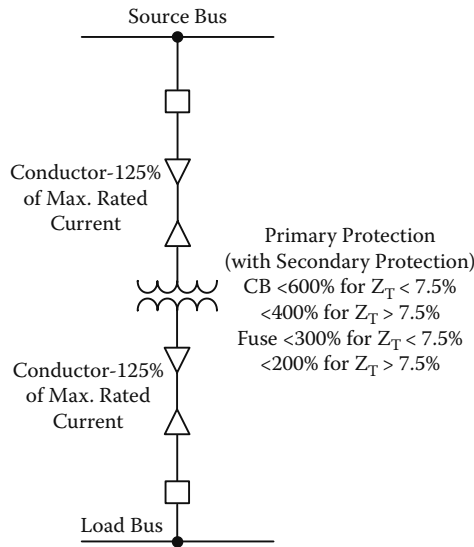 Source Bus
Conductor-125%
of Max. Rated
Current
Primary Protection
(with Secondary Protection)
CB <600% for Z_T < 7.5%
<400% for Z_T > 7.5%
Fuse <300% for Z_T < 7.5%
<200% for Z_T > 7.5%
Conductor-125%
of Max. Rated
Current
Load Bus